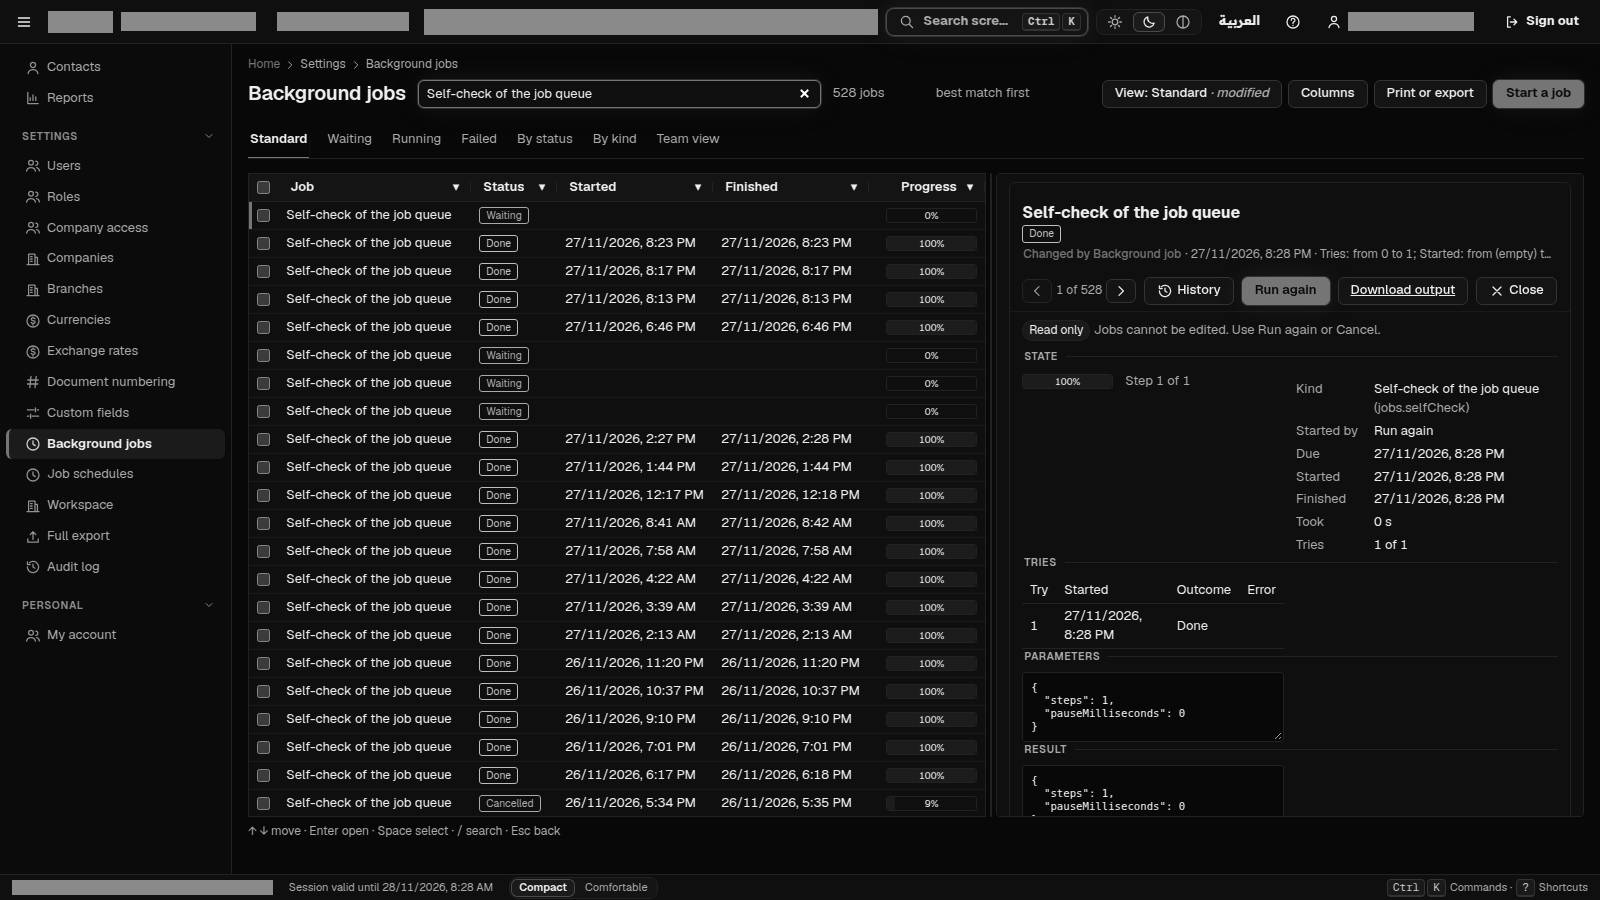 Search scre...
Ctrl
K
العربية
Sign out
Contacts
Reports
SETTINGS
Users
Roles
Company access
Companies
Branches
Currencies
Exchange rates
Document numbering
Custom fields
Background jobs
Job schedules
Workspace
Full export
Audit log
PERSONAL
My account
Home > Settings > Background jobs
Background jobs
Self-check of the job queue
528 jobs
best match first
View: Standard · modified
Columns
Print or export
Start a job
Standard Waiting Running Failed By status By kind Team view
Job Status Started Finished Progress
Self-check of the job queue Waiting 0%
Self-check of the job queue Done 27/11/2026, 8:23 PM 27/11/2026, 8:23 PM 100%
Self-check of the job queue Done 27/11/2026, 8:17 PM 27/11/2026, 8:17 PM 100%
Self-check of the job queue Done 27/11/2026, 8:13 PM 27/11/2026, 8:13 PM 100%
Self-check of the job queue Done 27/11/2026, 6:46 PM 27/11/2026, 6:46 PM 100%
Self-check of the job queue Waiting 0%
Self-check of the job queue Waiting 0%
Self-check of the job queue Waiting 0%
Self-check of the job queue Done 27/11/2026, 2:27 PM 27/11/2026, 2:28 PM 100%
Self-check of the job queue Done 27/11/2026, 1:44 PM 27/11/2026, 1:44 PM 100%
Self-check of the job queue Done 27/11/2026, 12:17 PM 27/11/2026, 12:18 PM 100%
Self-check of the job queue Done 27/11/2026, 8:41 AM 27/11/2026, 8:42 AM 100%
Self-check of the job queue Done 27/11/2026, 7:58 AM 27/11/2026, 7:58 AM 100%
Self-check of the job queue Done 27/11/2026, 4:22 AM 27/11/2026, 4:22 AM 100%
Self-check of the job queue Done 27/11/2026, 3:39 AM 27/11/2026, 3:39 AM 100%
Self-check of the job queue Done 27/11/2026, 2:13 AM 27/11/2026, 2:13 AM 100%
Self-check of the job queue Done 26/11/2026, 11:20 PM 26/11/2026, 11:20 PM 100%
Self-check of the job queue Done 26/11/2026, 10:37 PM 26/11/2026, 10:37 PM 100%
Self-check of the job queue Done 26/11/2026, 9:10 PM 26/11/2026, 9:10 PM 100%
Self-check of the job queue Done 26/11/2026, 7:01 PM 26/11/2026, 7:01 PM 100%
Self-check of the job queue Done 26/11/2026, 6:17 PM 26/11/2026, 6:18 PM 100%
Self-check of the job queue Cancelled 26/11/2026, 5:34 PM 26/11/2026, 5:35 PM 9%
↑↓ move · Enter open · Space select · / search · Esc back
Self-check of the job queue
Done
Changed by Background job · 27/11/2026, 8:28 PM · Tries: from 0 to 1; Started: from (empty) t...
1 of 528
History
Run again
Download output
Close
Read only Jobs cannot be edited. Use Run again or Cancel.
STATE
100% Step 1 of 1
Kind Self-check of the job queue
(jobs.selfCheck)
Started by Run again
Due 27/11/2026, 8:28 PM
Started 27/11/2026, 8:28 PM
Finished 27/11/2026, 8:28 PM
Took 0 s
Tries 1 of 1
TRIES
Try Started Outcome Error
1 27/11/2026, 8:28 PM Done
PARAMETERS
{
"steps": 1,
"pauseMilliseconds": 0
}
RESULT
{
"steps": 1,
"pauseMilliseconds": 0
Session valid until 28/11/2026, 8:28 AM
Compact
Comfortable
Ctrl K Commands · ? Shortcuts